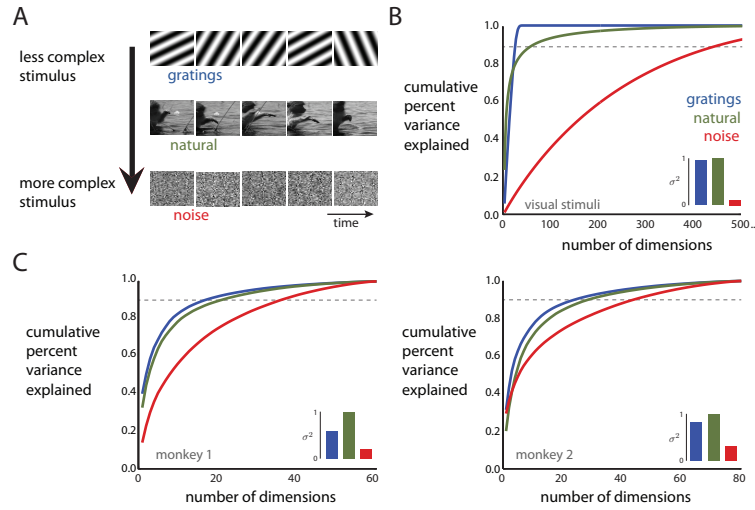 A
less complex
stimulus
gratings
natural
more complex
stimulus
noise
time
B
cumulative
percent
variance
explained
1.0
0.8
0.6
0.4
0.2
0.0
gratings
natural
noise
1
σ²
0
visual stimuli
0 100 200 300 400 500..
number of dimensions
C
cumulative
percent
variance
explained
1.0
0.8
0.6
0.4
0.2
0.0
1
σ²
0
monkey 1
0 20 40 60
number of dimensions
cumulative
percent
variance
explained
1.0
0.8
0.6
0.4
0.2
0.0
1
σ²
0
monkey 2
0 20 40 60 80
number of dimensions